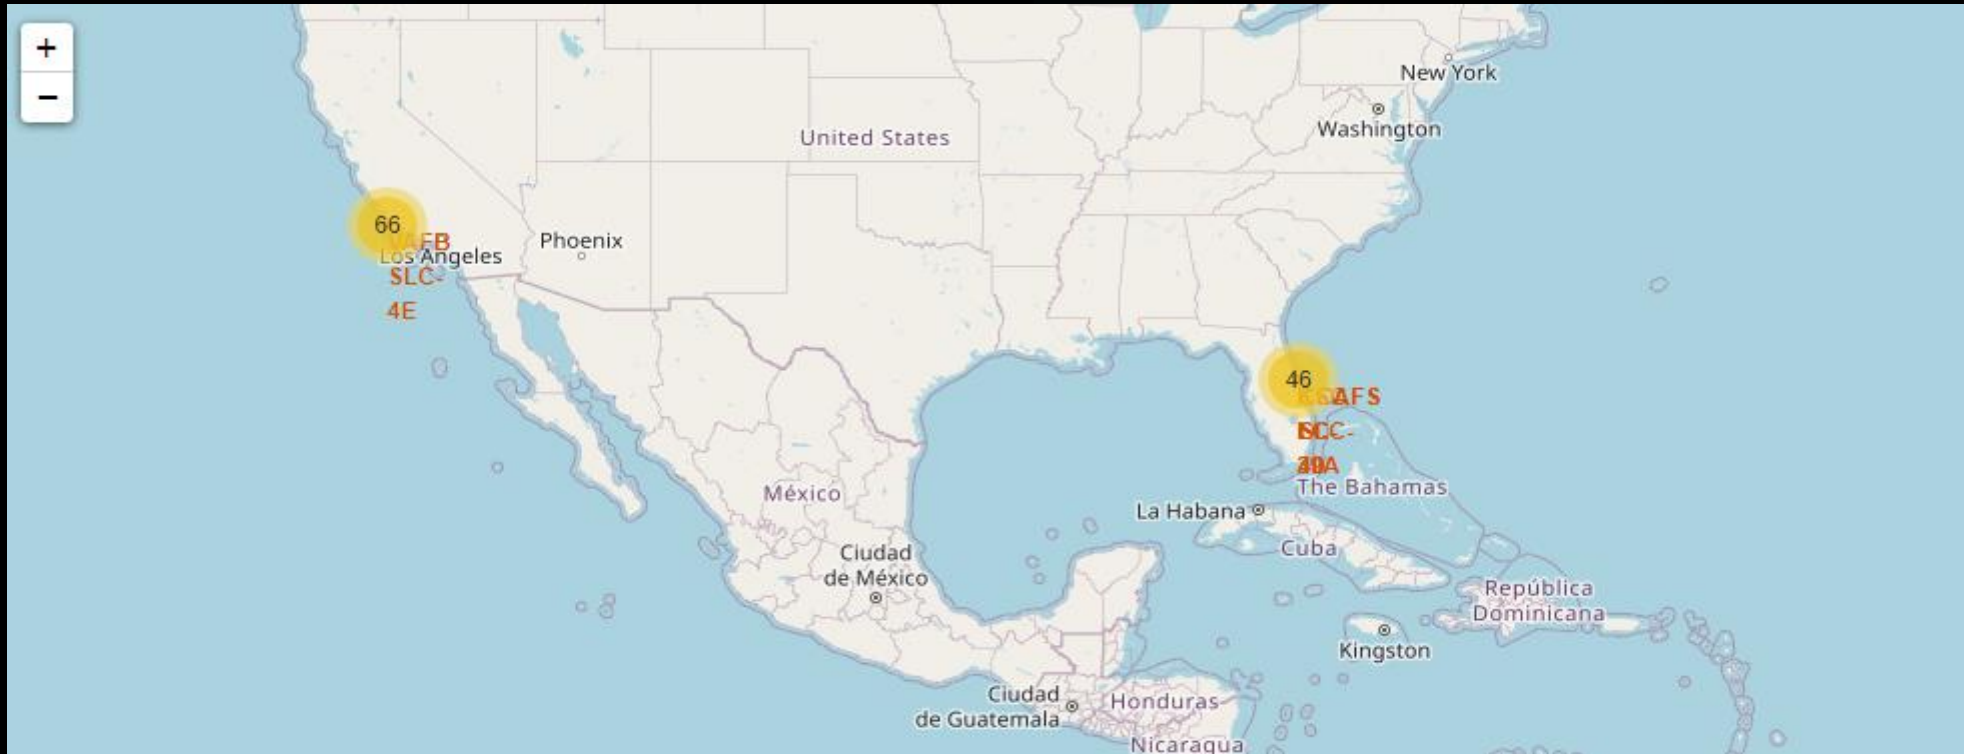 +
−
New York
Washington
United States
66
VAFB
Los Angeles
SLC-
4E
Phoenix
46
The Bahamas
México
La Habana
Cuba
Ciudad
de México
República
Dominicana
Kingston
Ciudad
de Guatemala
Honduras
Nicaragua